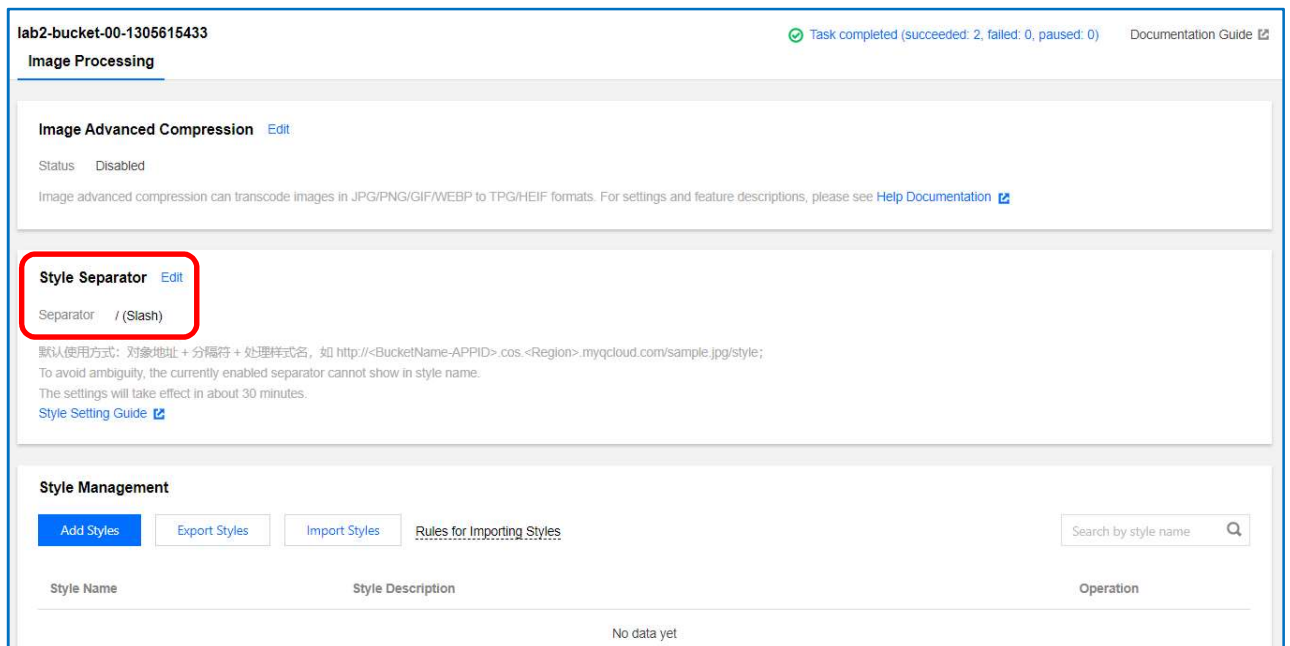 lab2-bucket-00-1305615433
Task completed (succeeded: 2, failed: 0, paused: 0) Documentation Guide
Image Processing
Image Advanced Compression Edit
Status Disabled
Image advanced compression can transcode images in JPG/PNG/GIF/WEBP to TPG/HEIF formats. For settings and feature descriptions, please see Help Documentation
Style Separator Edit
Separator / (Slash)
默认使用方式：对象地址 + 分隔符 + 处理样式名，如 http://<BucketName-APPID>.cos.<Region>.myqcloud.com/sample.jpg/style；
To avoid ambiguity, the currently enabled separator cannot show in style name.
The settings will take effect in about 30 minutes.
Style Setting Guide
Style Management
Add Styles Export Styles Import Styles Rules for Importing Styles Search by style name
Style Name Style Description Operation
No data yet